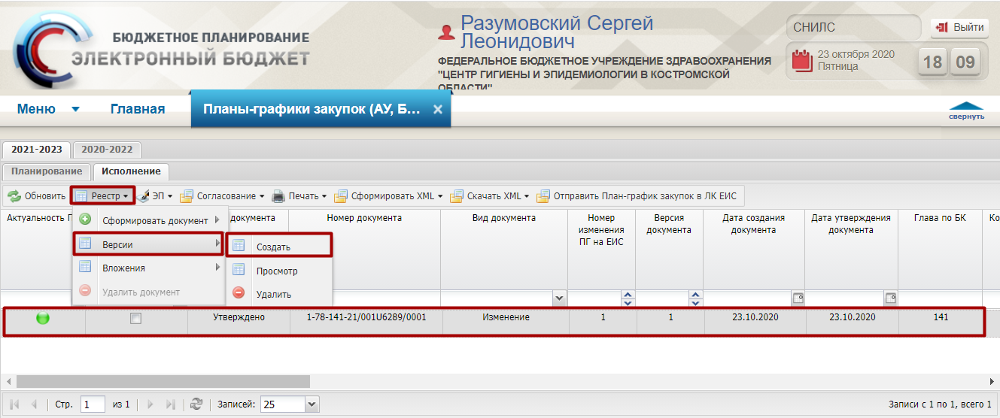 БЮДЖЕТНОЕ ПЛАНИРОВАНИЕ
ЭЛЕКТРОННЫЙ БЮДЖЕТ
Разумовский Сергей
Леонидович
ФЕДЕРАЛЬНОЕ БЮДЖЕТНОЕ УЧРЕЖДЕНИЕ ЗДРАВООХРАНЕНИЯ
"ЦЕНТР ГИГИЕНЫ И ЭПИДЕМИОЛОГИИ В КОСТРОМСКОЙ
ОБЛАСТИ"
СНИЛС
Выйти
23 октября 2020
Пятница
18 09
Меню Главная Планы-графики закупок (АУ, Б... ×
свернуть
2021-2023 2020-2022
Планирование Исполнение
Обновить Реестр ЭП Согласование Печать Сформировать XML Скачать XML Отправить План-график закупок в ЛК ЕИС
Актуальность П
документа
Номер документа
Вид документа
Номер
изменения
ПГ на ЕИС
Версия
документа
Дата создания
документа
Дата утверждения
документа
Глава по БК
Ко
Сформировать документ
Версии
Вложения
Удалить документ
Создать
Просмотр
Удалить
Утверждено 1-78-141-21/001U6289/0001 Изменение 1 1 23.10.2020 23.10.2020 141
Стр. 1 из 1 Записей: 25 Записи с 1 по 1, всего 1